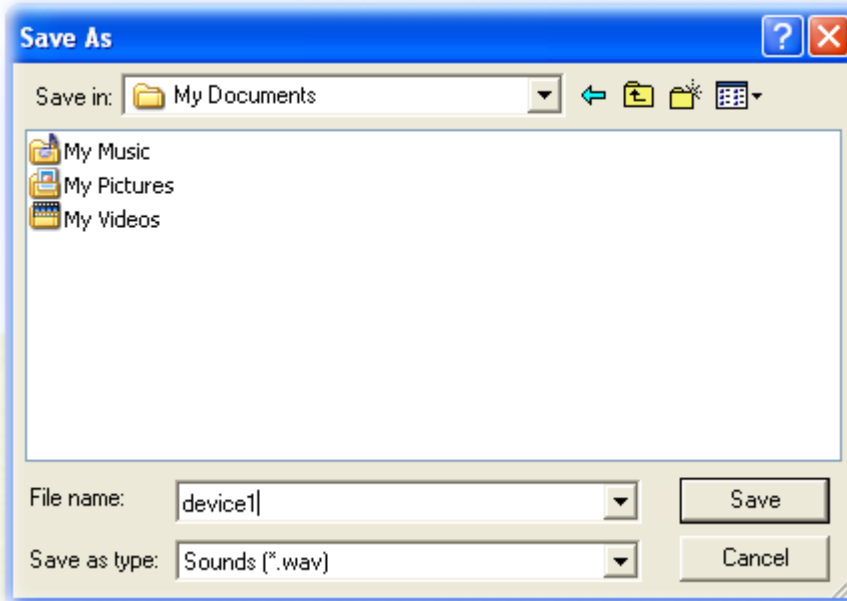 Save As
Save in: My Documents
My Music
My Pictures
My Videos
File name: device1 Save
Save as type: Sounds (*.wav) Cancel